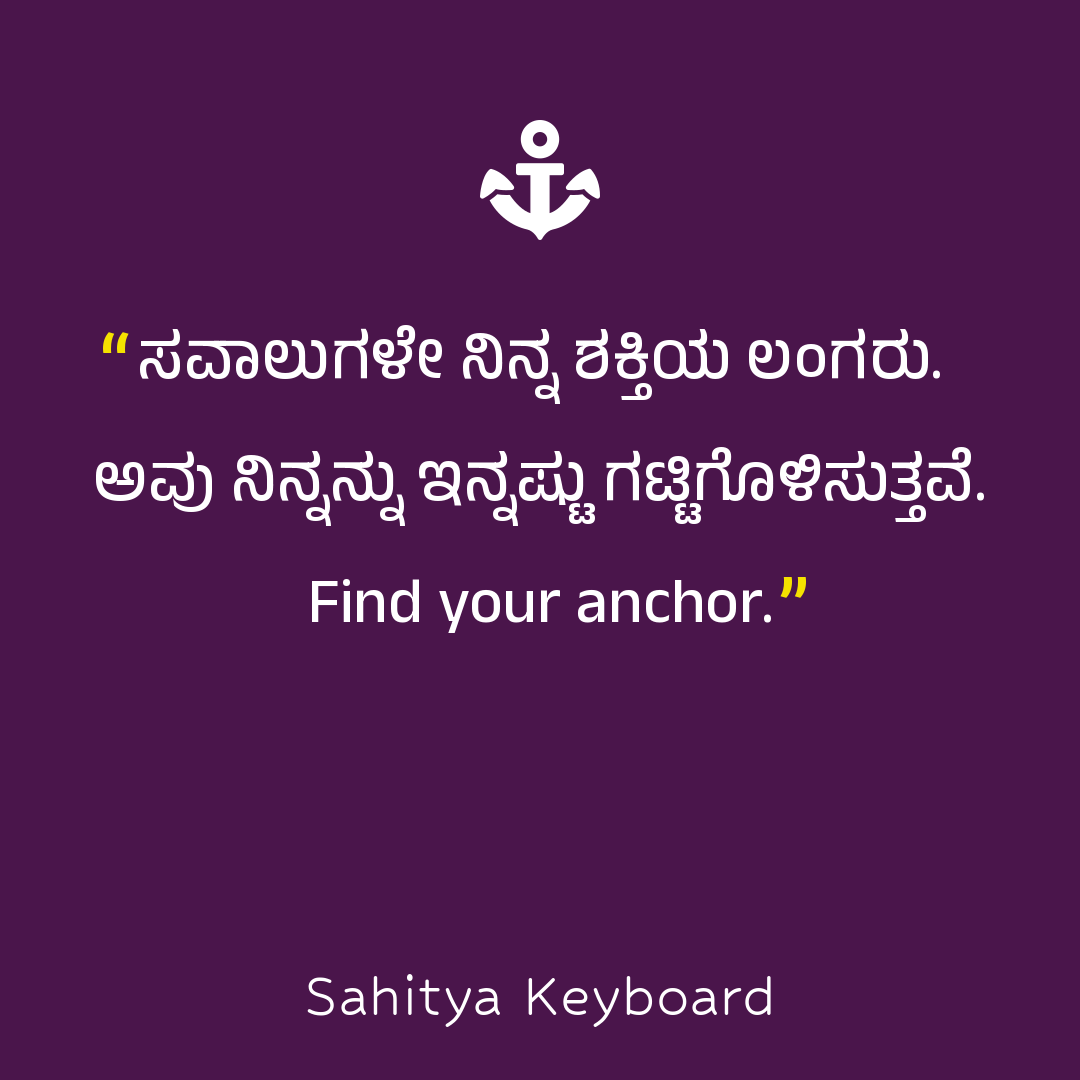 “ಸವಾಲುಗಳೇ ನಿನ್ನ ಶಕ್ತಿಯ ಲಂಗರು.
ಅವು ನಿನ್ನನ್ನು ಇನ್ನಷ್ಟು ಗಟ್ಟಿಗೊಳಿಸುತ್ತವೆ.
Find your anchor.”
Sahitya Keyboard